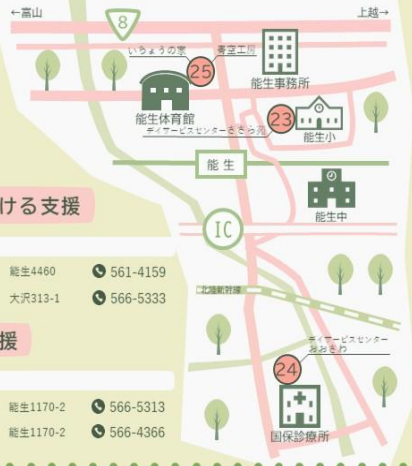 ←富山
上越→
8
いちょうの家
青空工房
25
能生事務所
能生体育館
23
能生小
デイサービスセンターささら苑
能生
能生中
ける支援
IC
能生4460 561-4159
大沢313-1 566-5333
北陸新幹線
援
デイサービスセンター
おおさわ
24
能生1170-2 566-5313
能生1170-2 566-4366
国保診療所